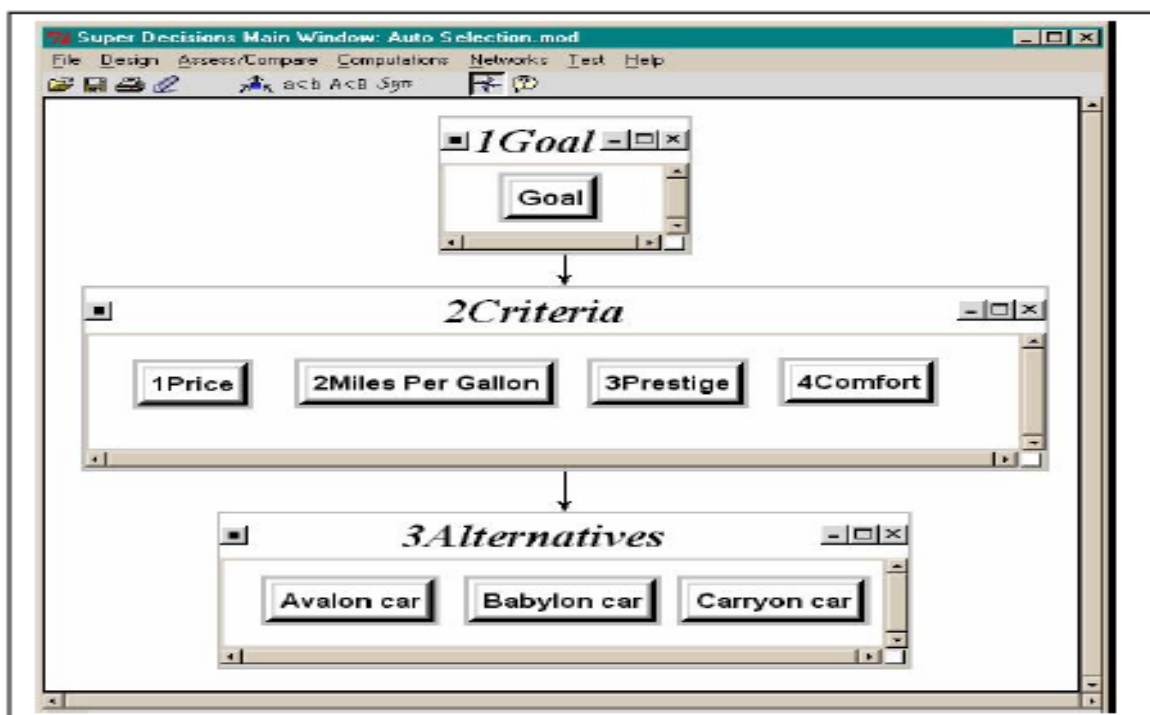 Super Decisions Main Window: Auto Selection.mod
File Design Assess/Compare Computations Networks Test Help
a<b A<B Syn
1Goal
Goal
2Criteria
1Price 2Miles Per Gallon 3Prestige 4Comfort
3Alternatives
Avalon car Babylon car Carryon car